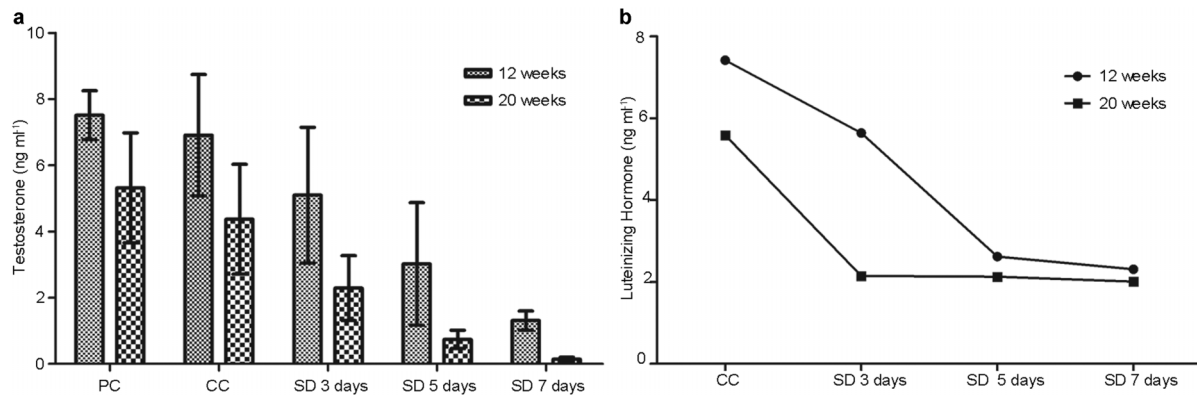 a
10
8
6
4
2
0
Testosterone (ng ml⁻¹)
12 weeks
20 weeks
PC CC SD 3 days SD 5 days SD 7 days
b
8
6
4
2
0
Luteinizing Hormone (ng ml⁻¹)
12 weeks
20 weeks
CC SD 3 days SD 5 days SD 7 days